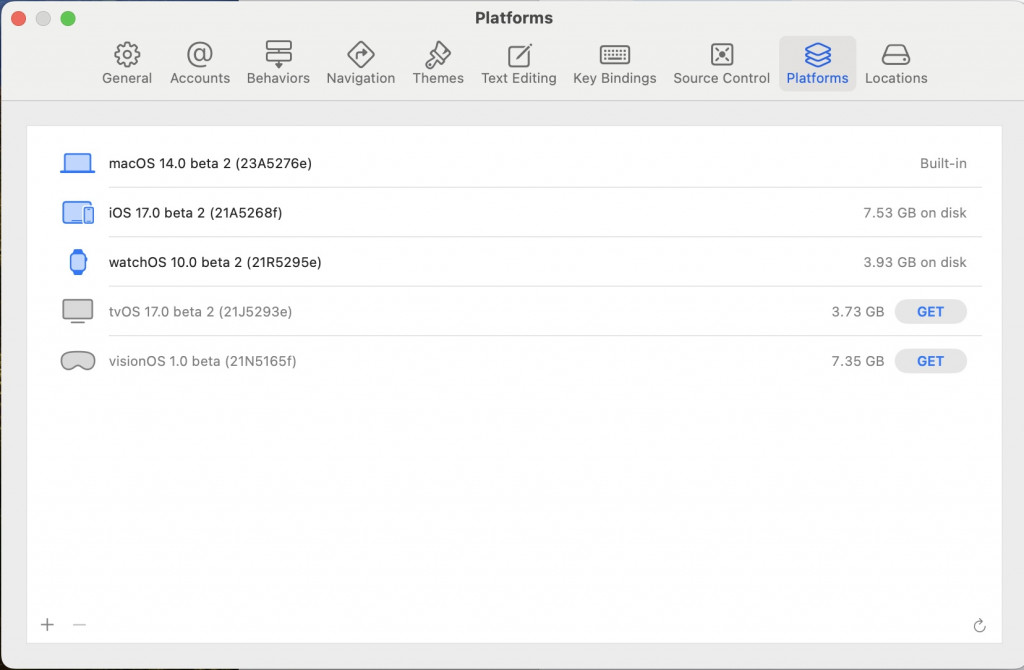 Platforms
General Accounts Behaviors Navigation Themes Text Editing Key Bindings Source Control Platforms Locations
macOS 14.0 beta 2 (23A5276e) Built-in
iOS 17.0 beta 2 (21A5268f) 7.53 GB on disk
watchOS 10.0 beta 2 (21R5295e) 3.93 GB on disk
tvOS 17.0 beta 2 (21J5293e) 3.73 GB GET
visionOS 1.0 beta (21N5165f) 7.35 GB GET